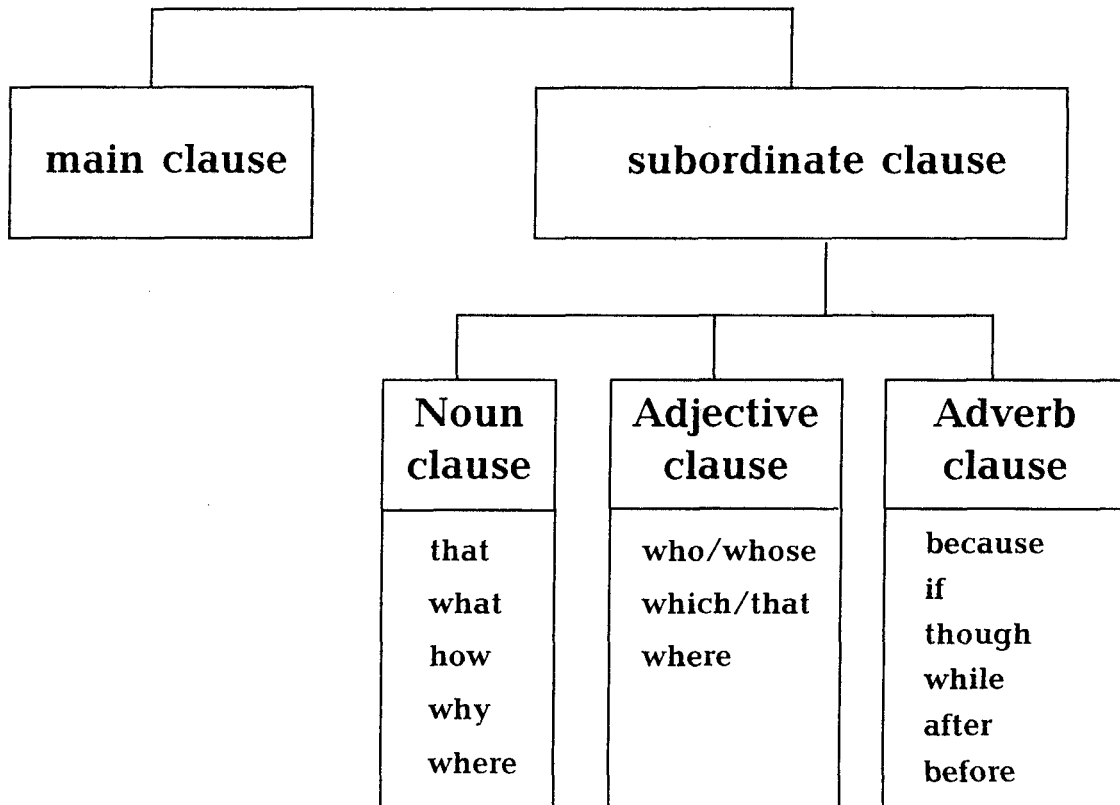 main clause
subordinate clause
Noun
clause
that
what
how
why
where
Adjective
clause
who/whose
which/that
where
Adverb
clause
because
if
though
while
after
before